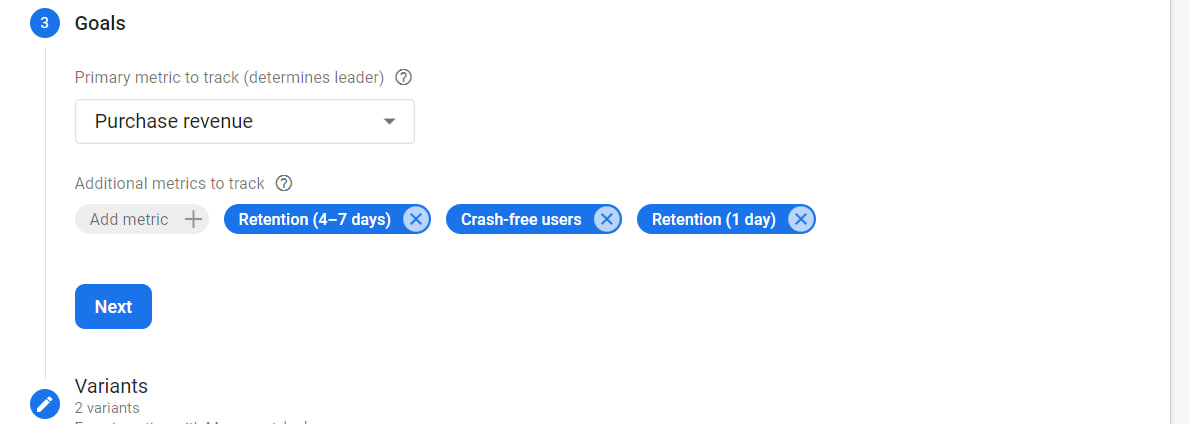 3 Goals
Primary metric to track (determines leader)
Purchase revenue
Additional metrics to track
Add metric Retention (4–7 days) Crash-free users Retention (1 day)
Next
Variants
2 variants